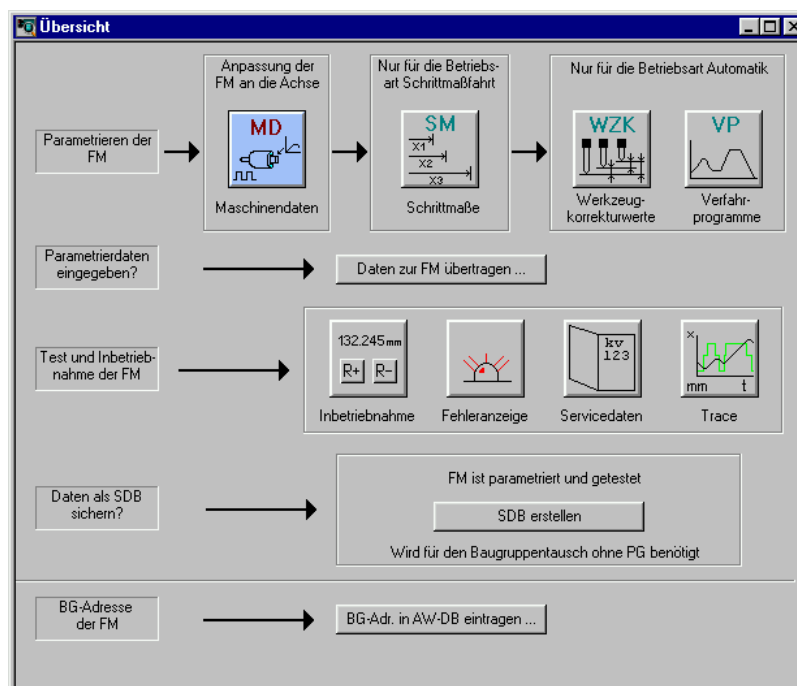 Übersicht
Anpassung der
FM an die Achse
Nur für die Betriebs-
art Schrittmaßfahrt
Nur für die Betriebsart Automatik
Parametrieren der
FM
MD
SM
X1
X2
X3
WZK
VP
Maschinendaten
Schrittmaße
Werkzeug-
korrekturwerte
Verfahr-
programme
Parametrierdaten
eingegeben?
Daten zur FM übertragen ...
Test und Inbetrieb-
nahme der FM
132.245 mm
R+ R-
kv
123
x
mm t
Inbetriebnahme
Fehleranzeige
Servicedaten
Trace
Daten als SDB
sichern?
FM ist parametriert und getestet
SDB erstellen
Wird für den Baugruppentausch ohne PG benötigt
BG-Adresse
der FM
BG-Adr. in AW-DB eintragen ...